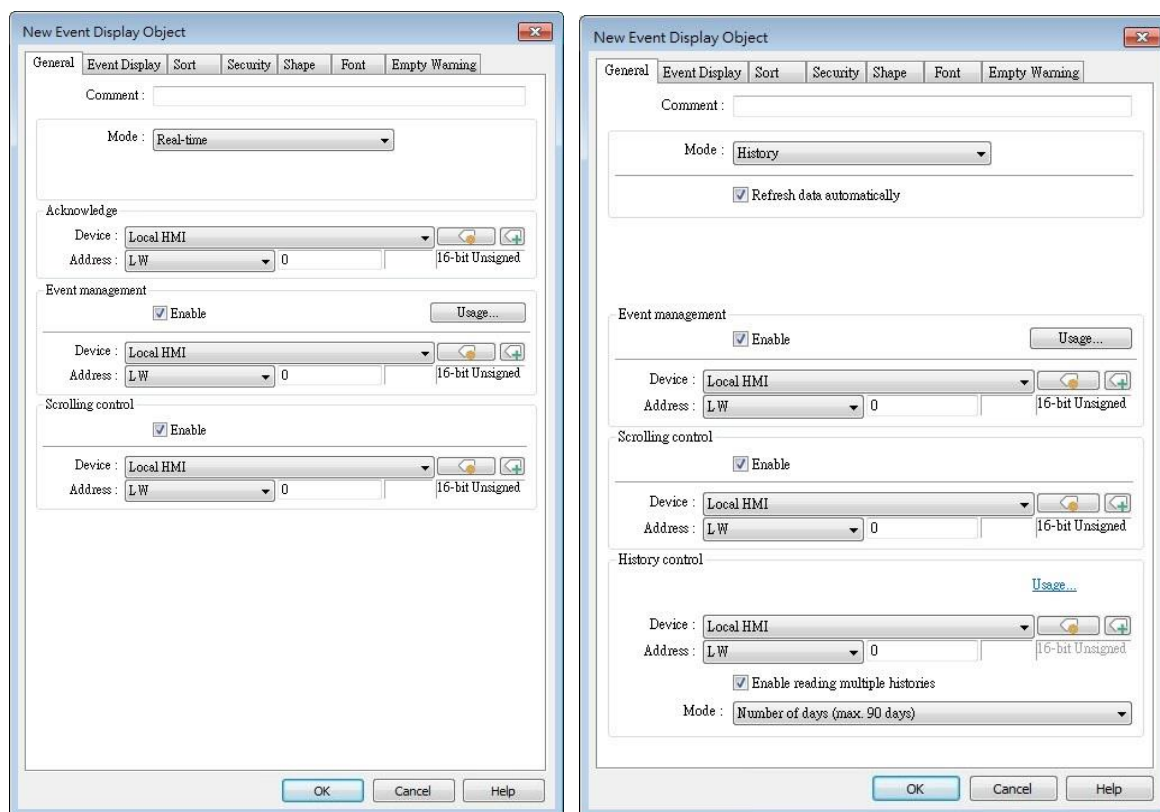 New Event Display Object
General Event Display Sort Security Shape Font Empty Warning
Comment :
Mode : Real-time
Acknowledge
Device : Local HMI
Address : LW 0 16-bit Unsigned
Event management
Enable Usage...
Device : Local HMI
Address : LW 0 16-bit Unsigned
Scrolling control
Enable
Device : Local HMI
Address : LW 0 16-bit Unsigned
OK Cancel Help
New Event Display Object
General Event Display Sort Security Shape Font Empty Warning
Comment :
Mode : History
Refresh data automatically
Event management
Enable Usage...
Device : Local HMI
Address : LW 0 16-bit Unsigned
Scrolling control
Enable
Device : Local HMI
Address : LW 0 16-bit Unsigned
History control
Usage...
Device : Local HMI
Address : LW 0 16-bit Unsigned
Enable reading multiple histories
Mode : Number of days (max. 90 days)
OK Cancel Help